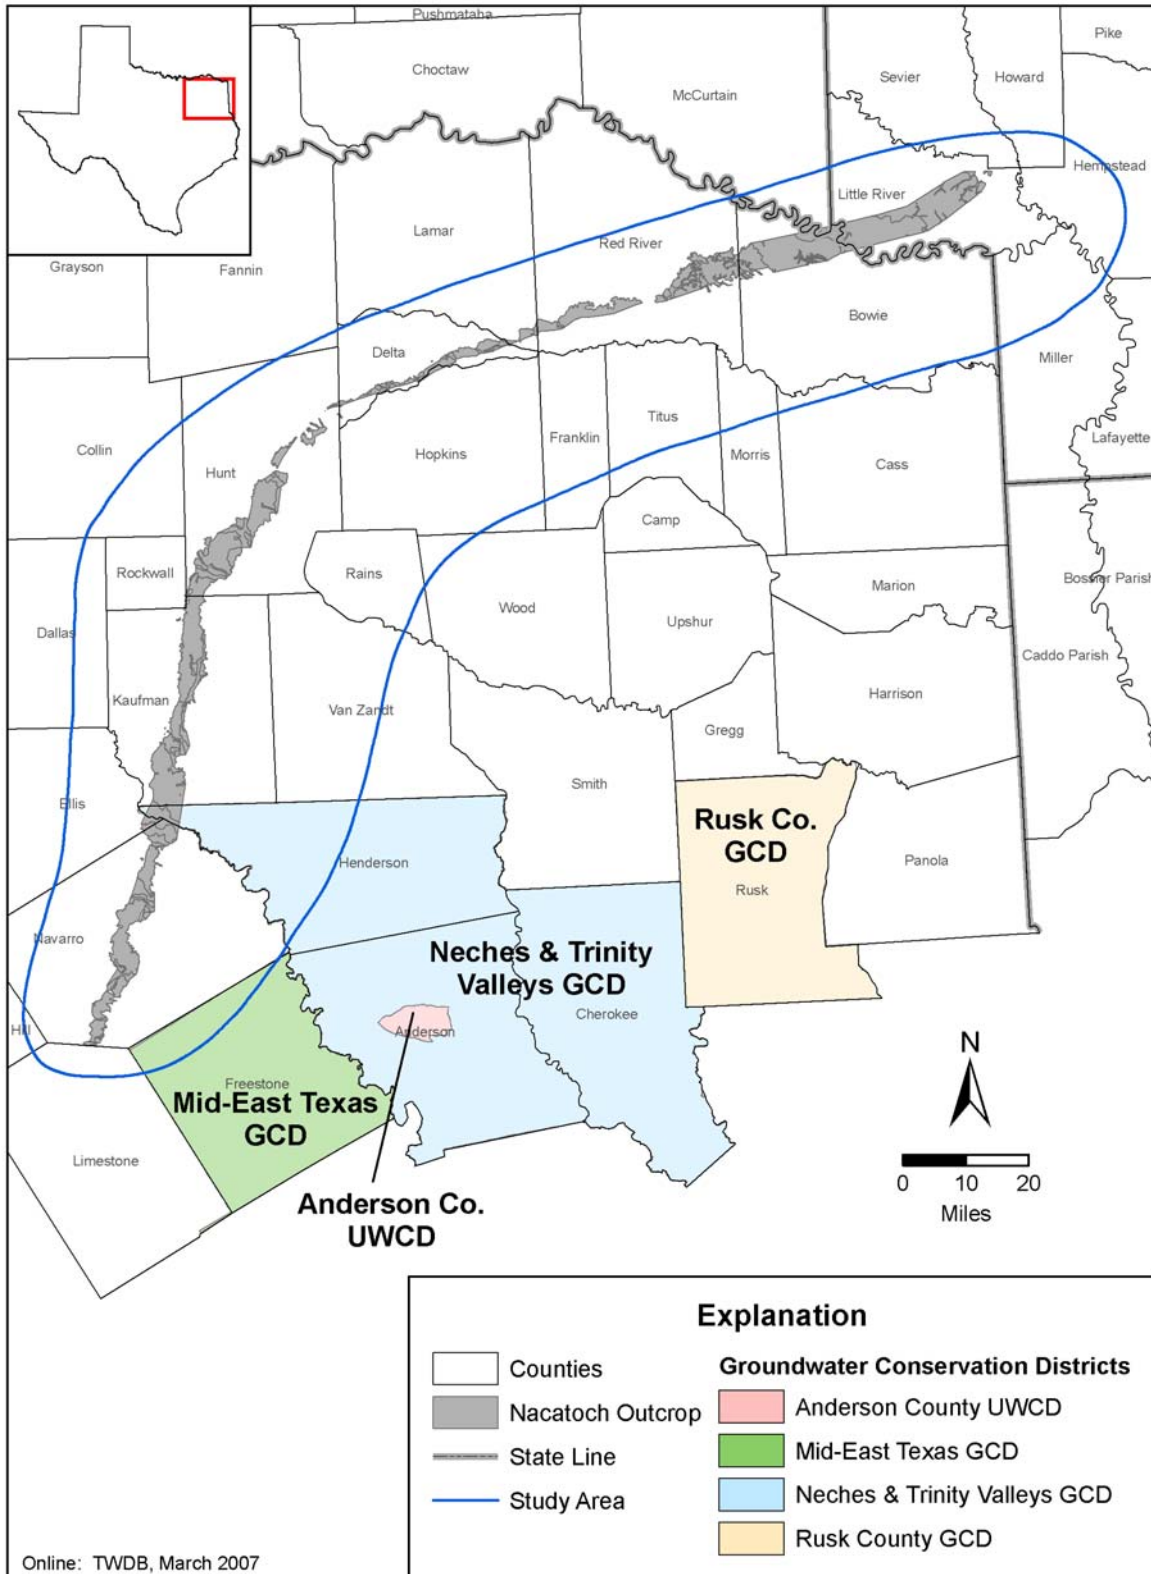 Pushmataha
Pike
Choctaw
Sevier
Howard
McCurtain
Hempstead
Little River
Lamar
Red River
Grayson
Fannin
Bowie
Delta
Miller
Titus
Franklin
Lafayette
Collin
Hopkins
Morris
Cass
Hunt
Camp
Rockwall
Rains
Marion
Bossier Parish
Wood
Upshur
Dallas
Caddo Parish
Kaufman
Harrison
Van Zandt
Gregg
Smith
Ellis
Rusk Co.
GCD
Henderson
Panola
Rusk
Navarro
Neches & Trinity
Valleys GCD
Cherokee
Hill
Anderson
Freestone
Mid-East Texas
GCD
Limestone
Anderson Co.
UWCD
N
0 10 20
Miles
Explanation
Counties
Nacatoch Outcrop
State Line
Study Area
Groundwater Conservation Districts
Anderson County UWCD
Mid-East Texas GCD
Neches & Trinity Valleys GCD
Rusk County GCD
Online: TWDB, March 2007